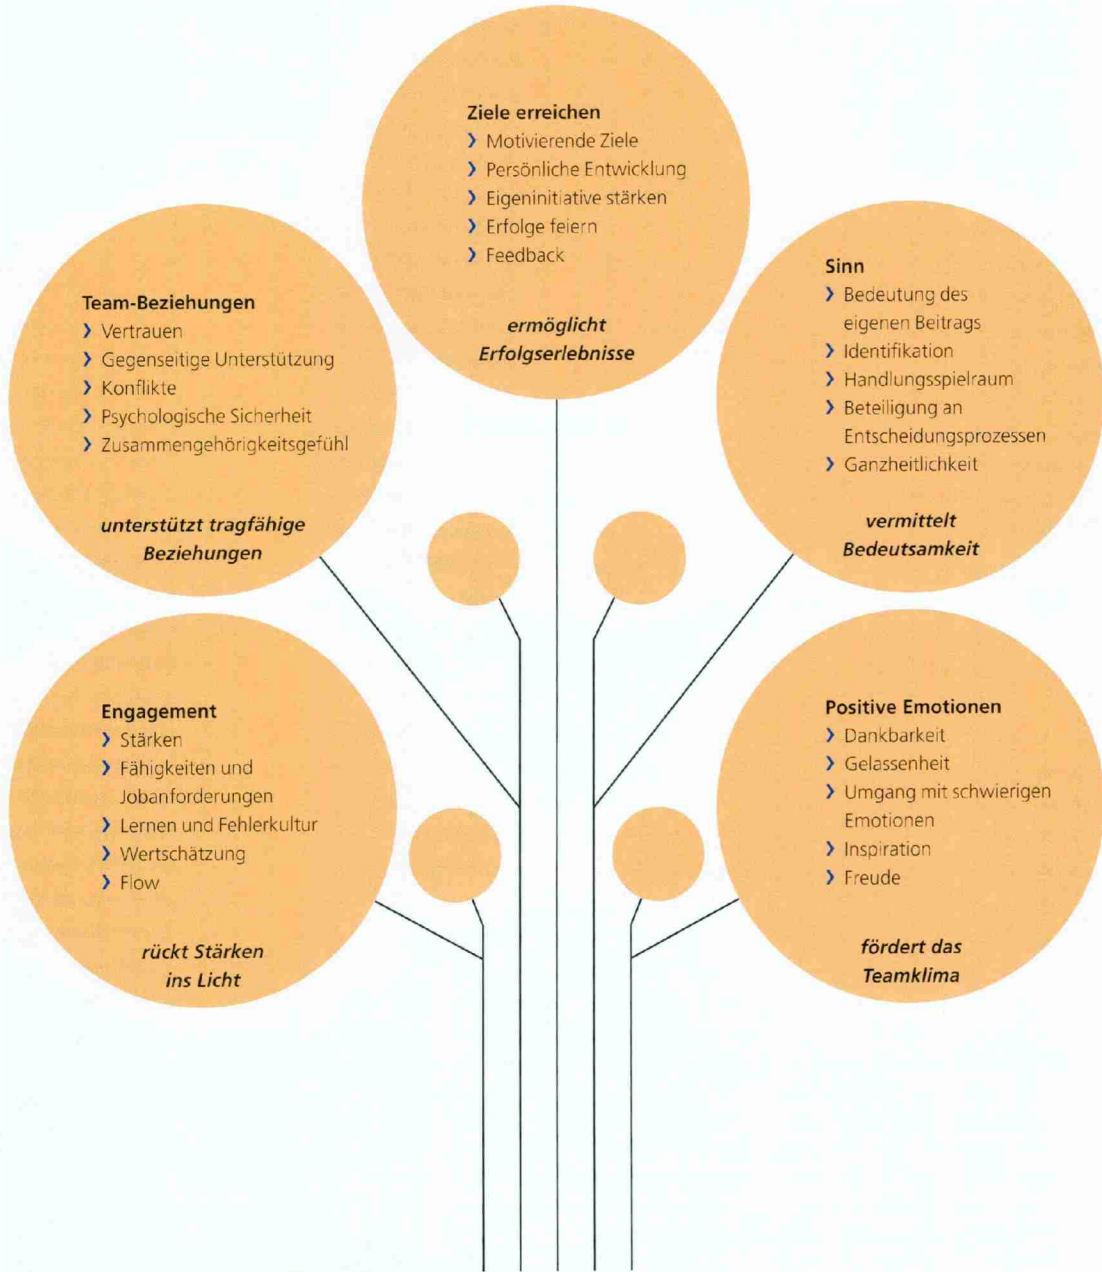 Ziele erreichen
❯ Motivierende Ziele
❯ Persönliche Entwicklung
❯ Eigeninitiative stärken
❯ Erfolge feiern
❯ Feedback
ermöglicht
Erfolgserlebnisse
Team-Beziehungen
❯ Vertrauen
❯ Gegenseitige Unterstützung
❯ Konflikte
❯ Psychologische Sicherheit
❯ Zusammengehörigkeitsgefühl
unterstützt tragfähige
Beziehungen
Sinn
❯ Bedeutung des
eigenen Beitrags
❯ Identifikation
❯ Handlungsspielraum
❯ Beteiligung an
Entscheidungsprozessen
❯ Ganzheitlichkeit
vermittelt
Bedeutsamkeit
Engagement
❯ Stärken
❯ Fähigkeiten und
Jobanforderungen
❯ Lernen und Fehlerkultur
❯ Wertschätzung
❯ Flow
rückt Stärken
ins Licht
Positive Emotionen
❯ Dankbarkeit
❯ Gelassenheit
❯ Umgang mit schwierigen
Emotionen
❯ Inspiration
❯ Freude
fördert das
Teamklima